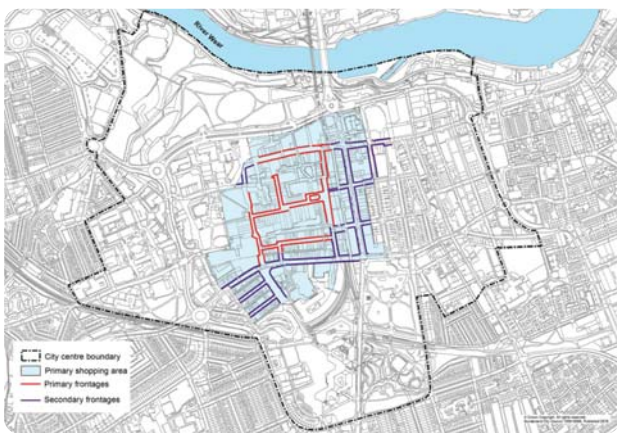 River Wear
City centre boundary
Primary shopping area
Primary frontages
Secondary frontages